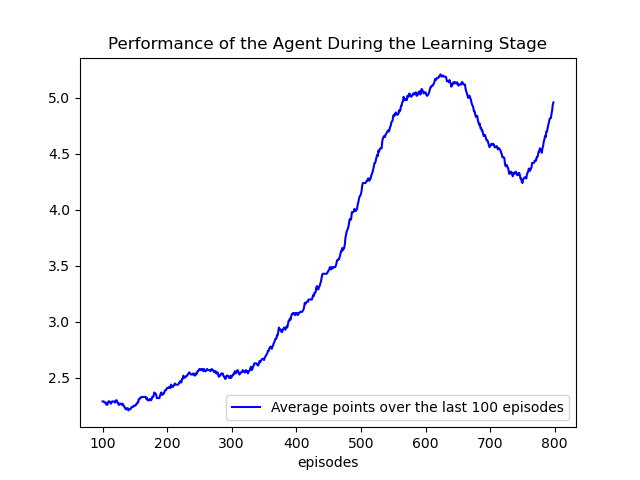 Performance of the Agent During the Learning Stage
5.0
4.5
4.0
3.5
3.0
2.5
Average points over the last 100 episodes
100 200 300 400 500 600 700 800
episodes